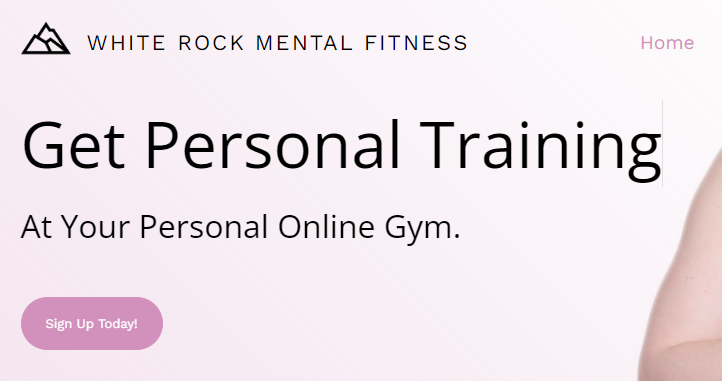 WHITE ROCK MENTAL FITNESS
Home
Get Personal Training
At Your Personal Online Gym.
Sign Up Today!